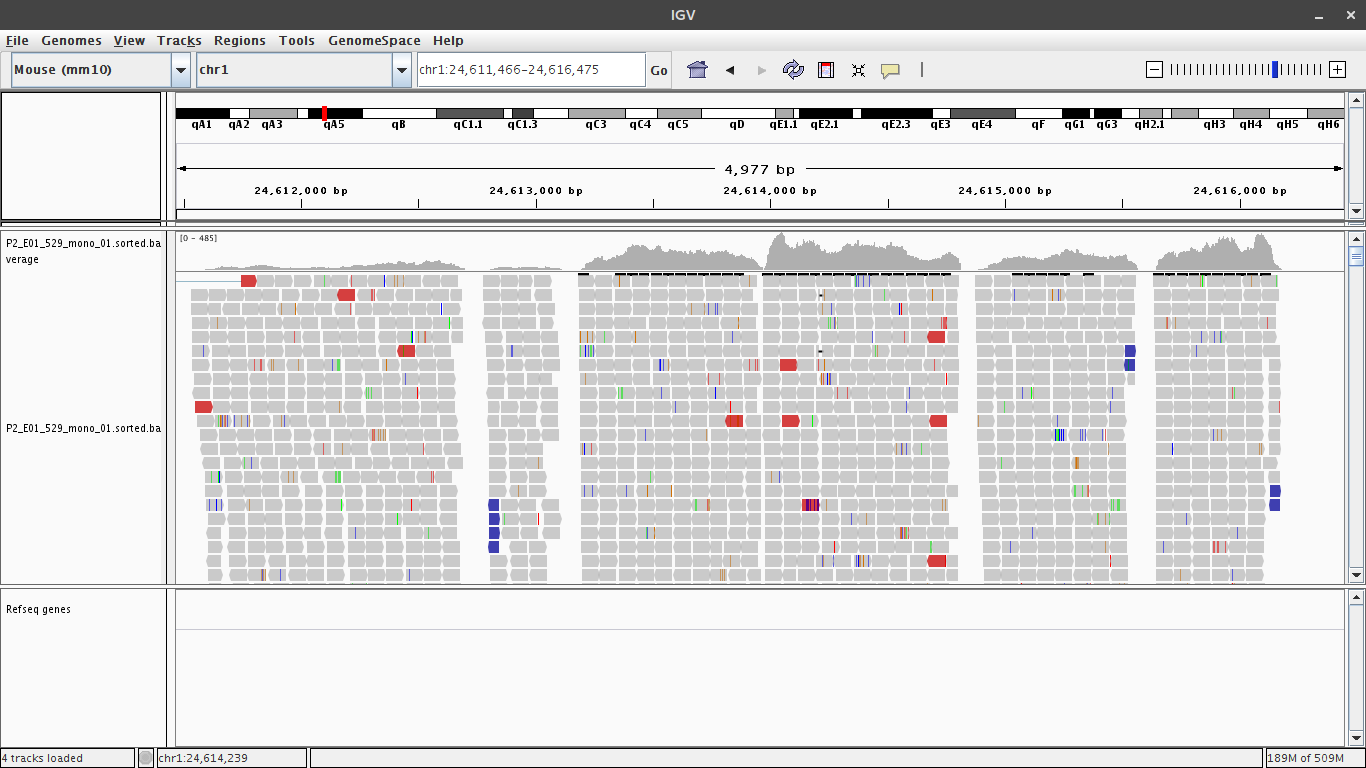 IGV
File Genomes View Tracks Regions Tools GenomeSpace Help
Mouse (mm10) chr1 chr1:24,611,466-24,616,475 Go
qA1 qA2 qA3 qA5 qB qC1.1 qC1.3 qC3 qC4 qC5 qD qE1.1 qE2.1 qE2.3 qE3 qE4 qF qG1 qG3 qH2.1 qH3 qH4 qH5 qH6
4,977 bp
24,612,000 bp 24,613,000 bp 24,614,000 bp 24,615,000 bp 24,616,000 bp
P2_E01_529_mono_01.sorted.ba [0 - 485]
verage
P2_E01_529_mono_01.sorted.ba
Refseq genes
4 tracks loaded chr1:24,614,239 189M of 509M